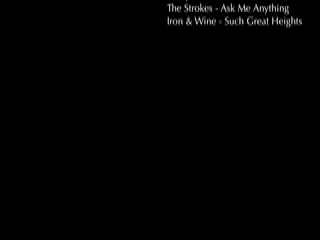 The Strokes - Ask Me Anything
Iron & Wine - Such Great Heights